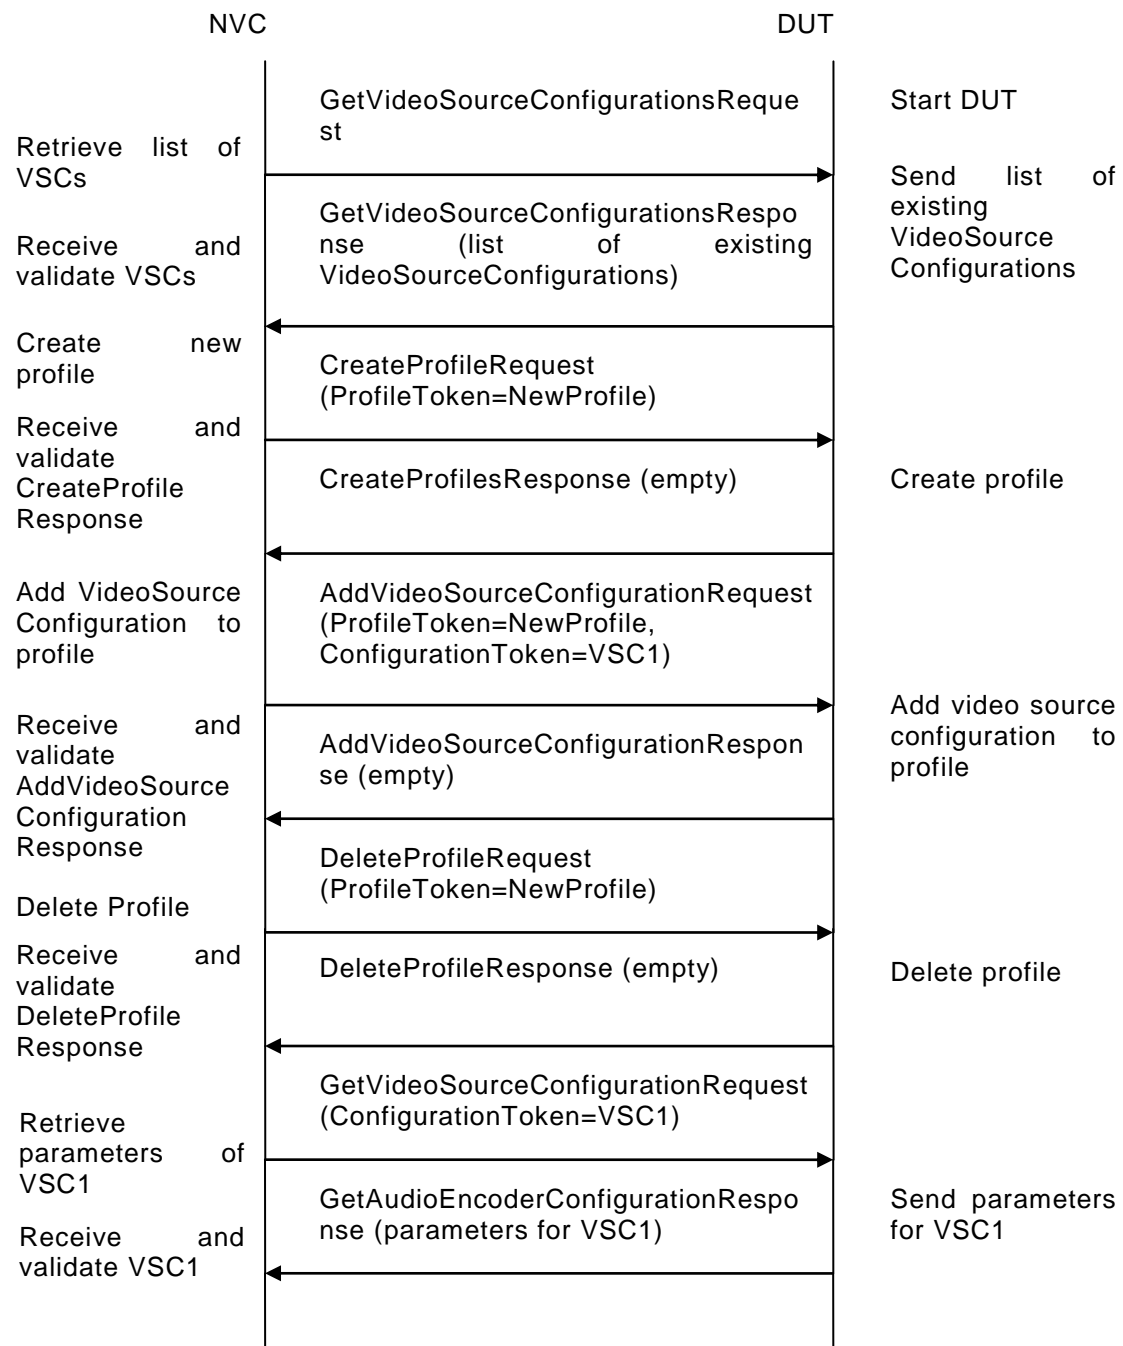 NVC
DUT
GetVideoSourceConfigurationsReque
st
Start DUT
Retrieve list of
VSCs
Send list of
existing
VideoSource
Configurations
GetVideoSourceConfigurationsRespo
nse (list of existing
VideoSourceConfigurations)
Receive and
validate VSCs
Create new
profile
CreateProfileRequest
(ProfileToken=NewProfile)
Receive and
validate
CreateProfile
Response
CreateProfilesResponse (empty)
Create profile
Add VideoSource
Configuration to
profile
AddVideoSourceConfigurationRequest
(ProfileToken=NewProfile,
ConfigurationToken=VSC1)
Add video source
configuration to
profile
Receive and
validate
AddVideoSource
Configuration
Response
AddVideoSourceConfigurationRespon
se (empty)
DeleteProfileRequest
(ProfileToken=NewProfile)
Delete Profile
Receive and
validate
DeleteProfile
Response
DeleteProfileResponse (empty)
Delete profile
GetVideoSourceConfigurationRequest
(ConfigurationToken=VSC1)
Retrieve
parameters of
VSC1
GetAudioEncoderConfigurationRespo
nse (parameters for VSC1)
Send parameters
for VSC1
Receive and
validate VSC1